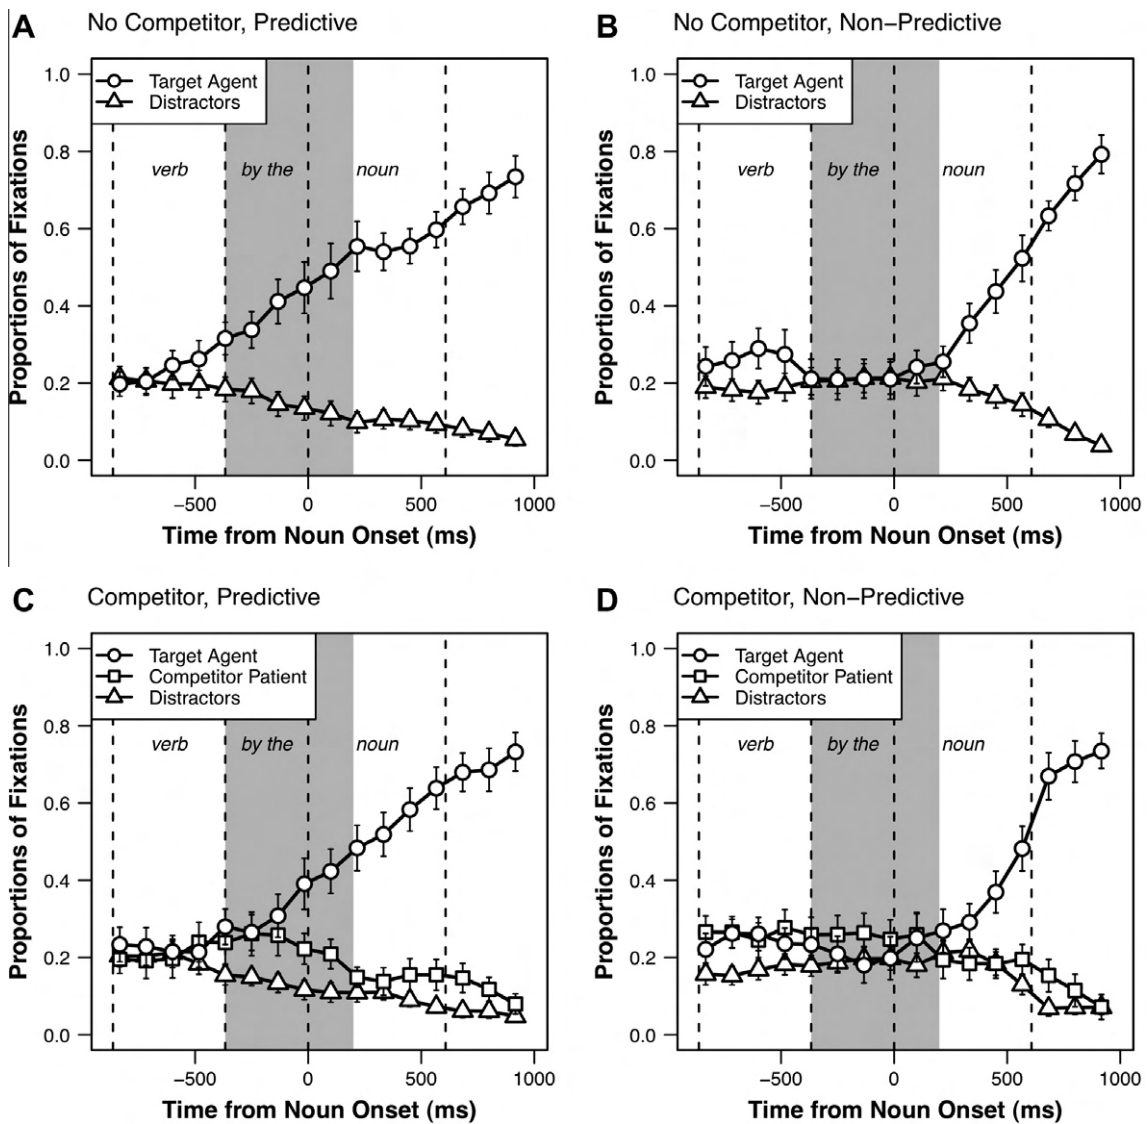 A No Competitor, Predictive
Target Agent
Distractors
verb by the noun
1.0
0.8
0.6
0.4
0.2
0.0
Proportions of Fixations
−500 0 500 1000
Time from Noun Onset (ms)
B No Competitor, Non−Predictive
Target Agent
Distractors
verb by the noun
1.0
0.8
0.6
0.4
0.2
0.0
Proportions of Fixations
−500 0 500 1000
Time from Noun Onset (ms)
C Competitor, Predictive
Target Agent
Competitor Patient
Distractors
verb by the noun
1.0
0.8
0.6
0.4
0.2
0.0
Proportions of Fixations
−500 0 500 1000
Time from Noun Onset (ms)
D Competitor, Non−Predictive
Target Agent
Competitor Patient
Distractors
verb by the noun
1.0
0.8
0.6
0.4
0.2
0.0
Proportions of Fixations
−500 0 500 1000
Time from Noun Onset (ms)